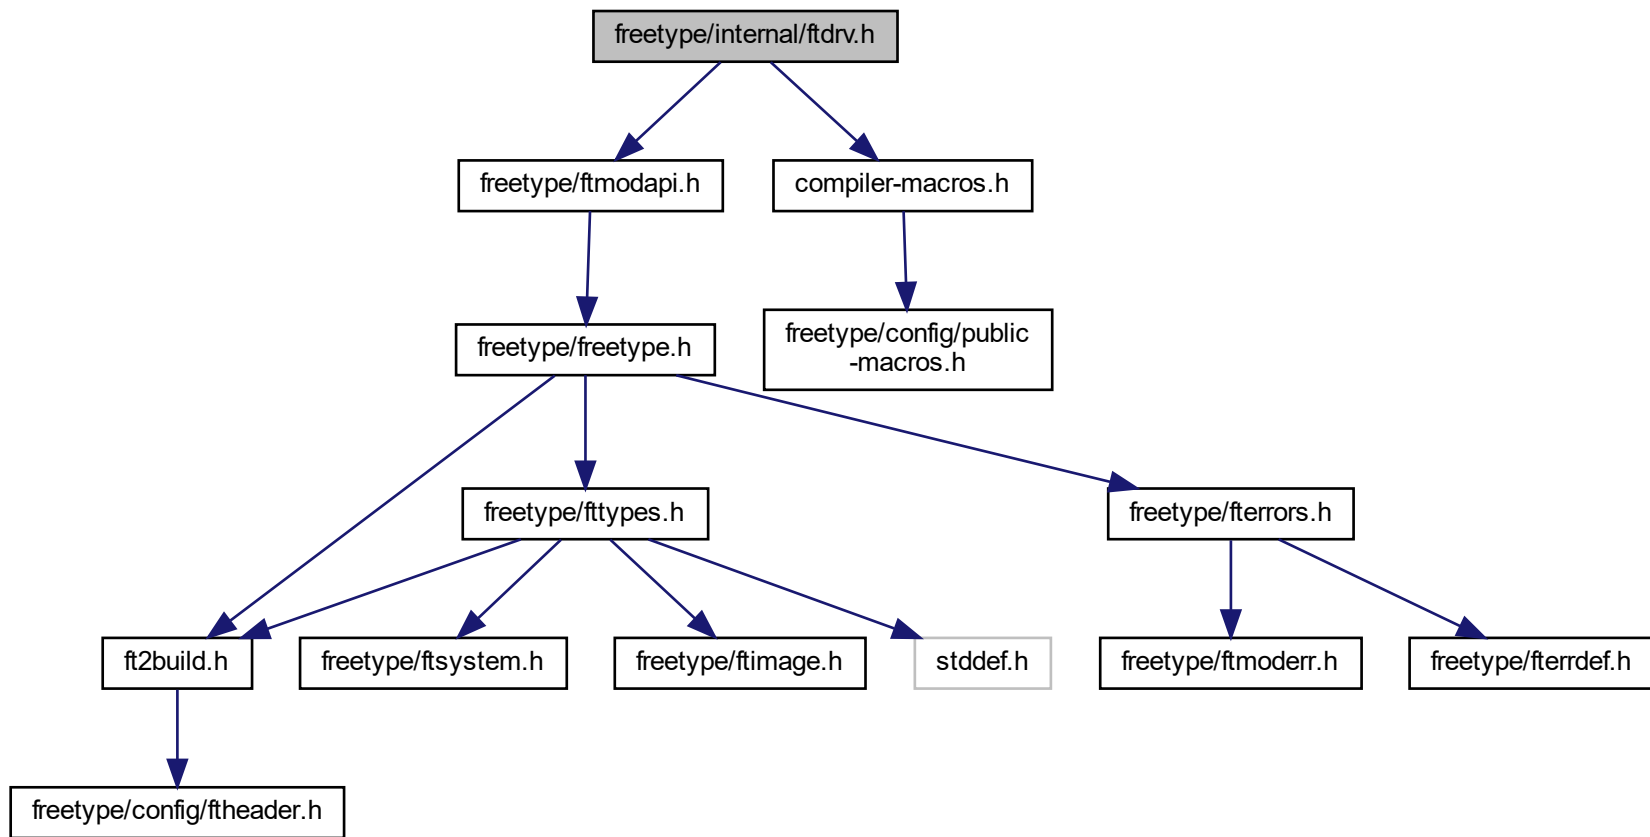 freetype/internal/ftdrv.h
freetype/ftmodapi.h
compiler-macros.h
freetype/freetype.h
freetype/config/public
-macros.h
freetype/fttypes.h
freetype/fterrors.h
ft2build.h
freetype/ftsystem.h
freetype/ftimage.h
stddef.h
freetype/ftmoderr.h
freetype/fterrdef.h
freetype/config/ftheader.h